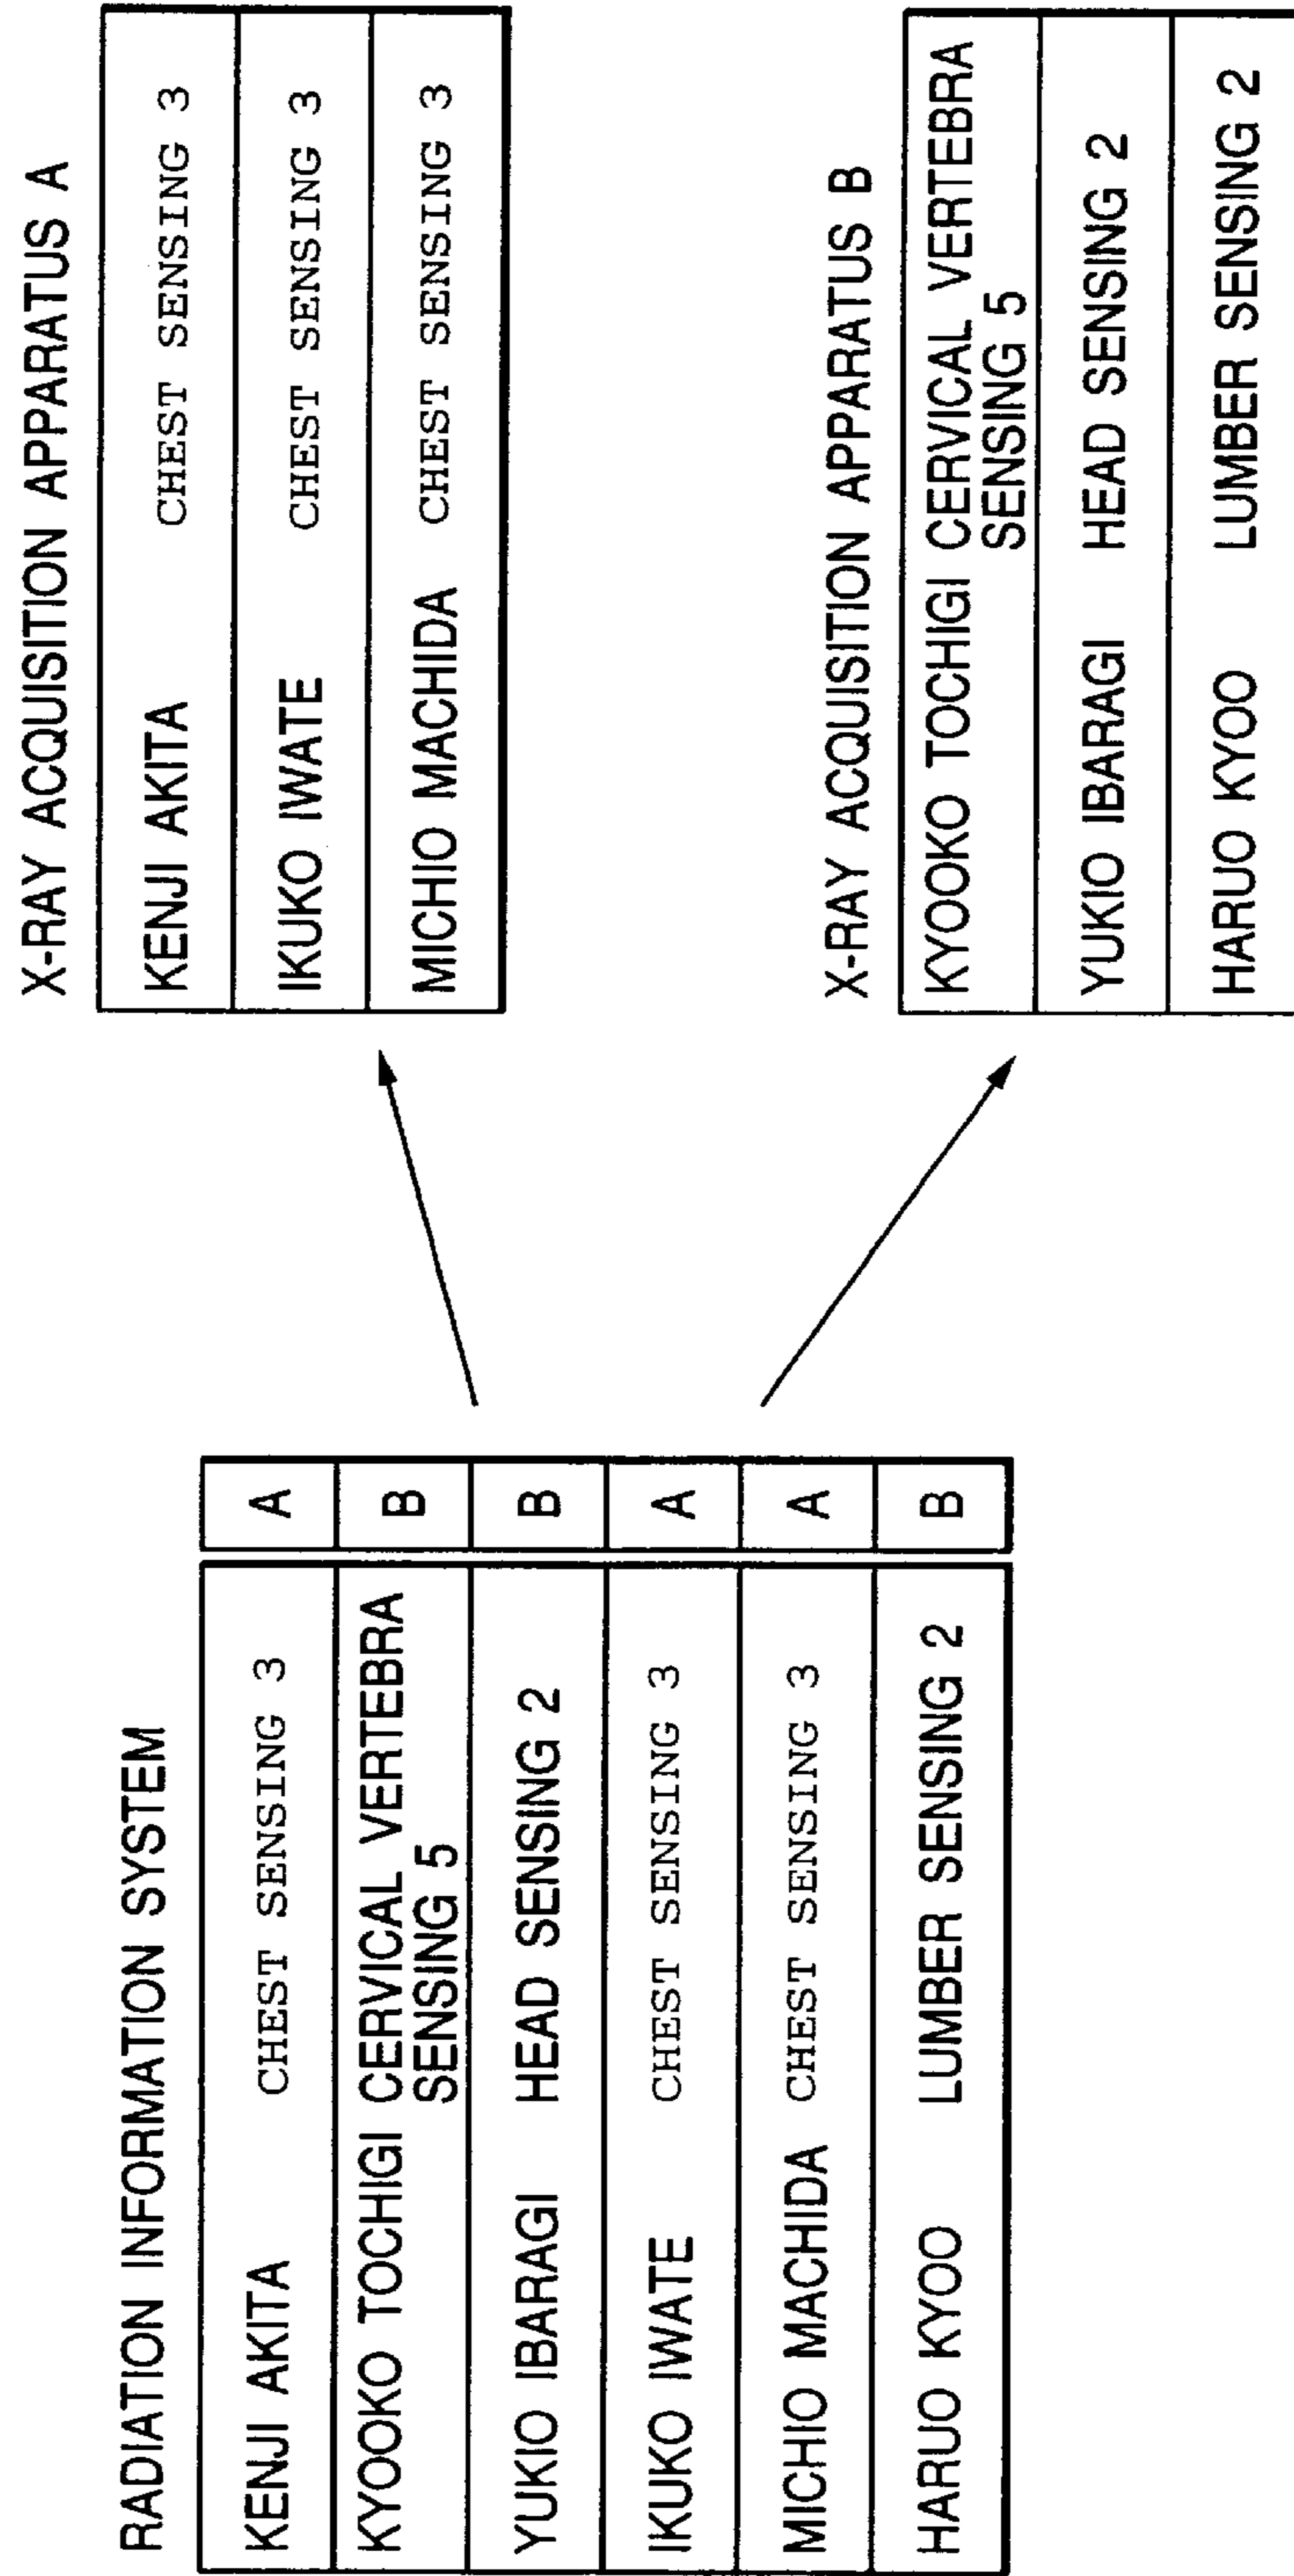 RADIATION INFORMATION SYSTEM
KENJI AKITA CHEST SENSING 3 A
KYOOKO TOCHIGI CERVICAL VERTEBRA B
SENSING 5
YUKIO IBARAGI HEAD SENSING 2 B
IKUKO IWATE CHEST SENSING 3 A
MICHIO MACHIDA CHEST SENSING 3 A
HARUO KYOO LUMBER SENSING 2 B
X-RAY ACQUISITION APPARATUS A
KENJI AKITA CHEST SENSING 3
IKUKO IWATE CHEST SENSING 3
MICHIO MACHIDA CHEST SENSING 3
X-RAY ACQUISITION APPARATUS B
KYOOKO TOCHIGI CERVICAL VERTEBRA
SENSING 5
YUKIO IBARAGI HEAD SENSING 2
HARUO KYOO LUMBER SENSING 2